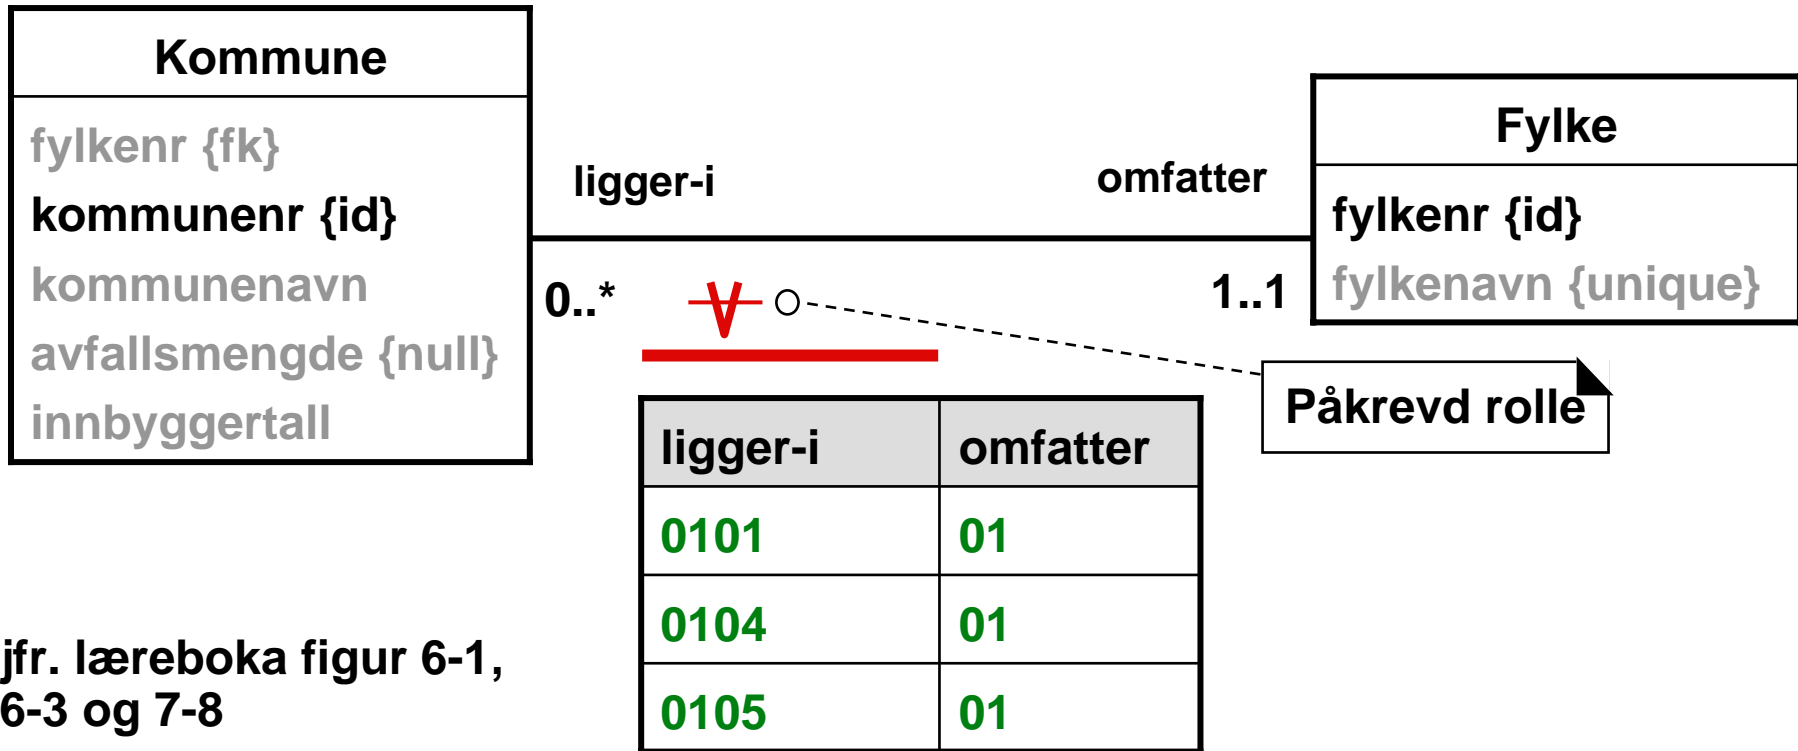 Kommune
fylkenr {fk}
kommunenr {id}
kommunenavn
avfallsmengde {null}
innbyggertall
ligger-i
omfatter
0..*
1..1
Fylke
fylkenr {id}
fylkenavn {unique}
Påkrevd rolle
ligger-i omfatter
0101 01
0104 01
0105 01
jfr. læreboka figur 6-1,
6-3 og 7-8